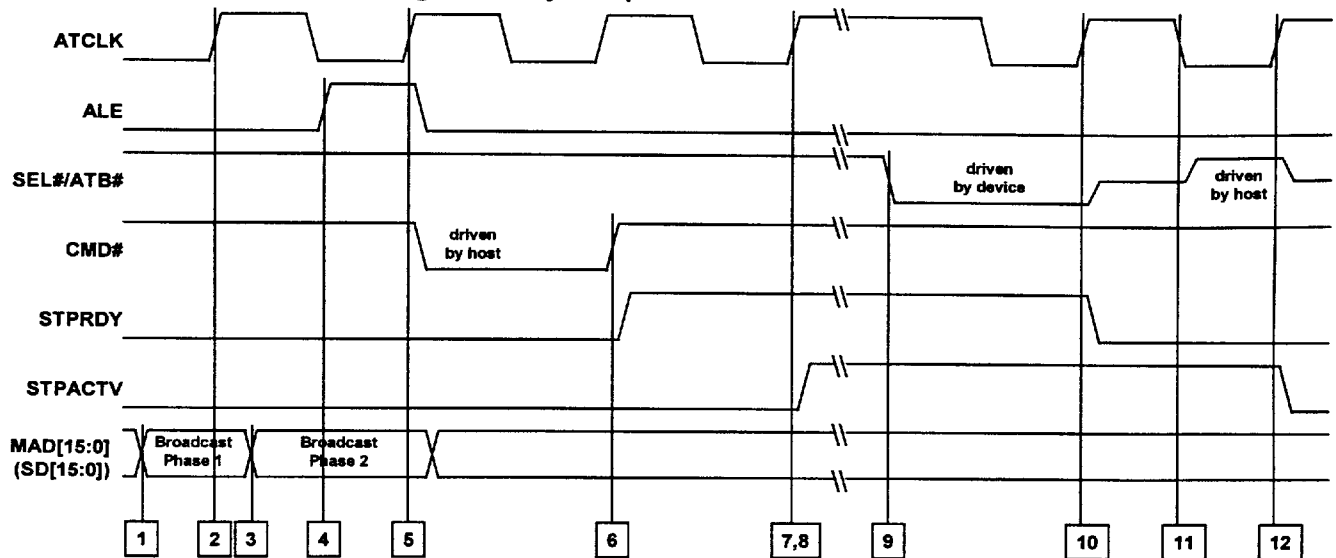 ATCLK
ALE
SEL#/ATB#
driven
by device
driven
by host
CMD#
driven
by host
STPRDY
STPACTV
MAD[15:0]
(SD[15:0])
Broadcast
Phase 1
Broadcast
Phase 2
1 2 3 4 5 6 7,8 9 10 11 12